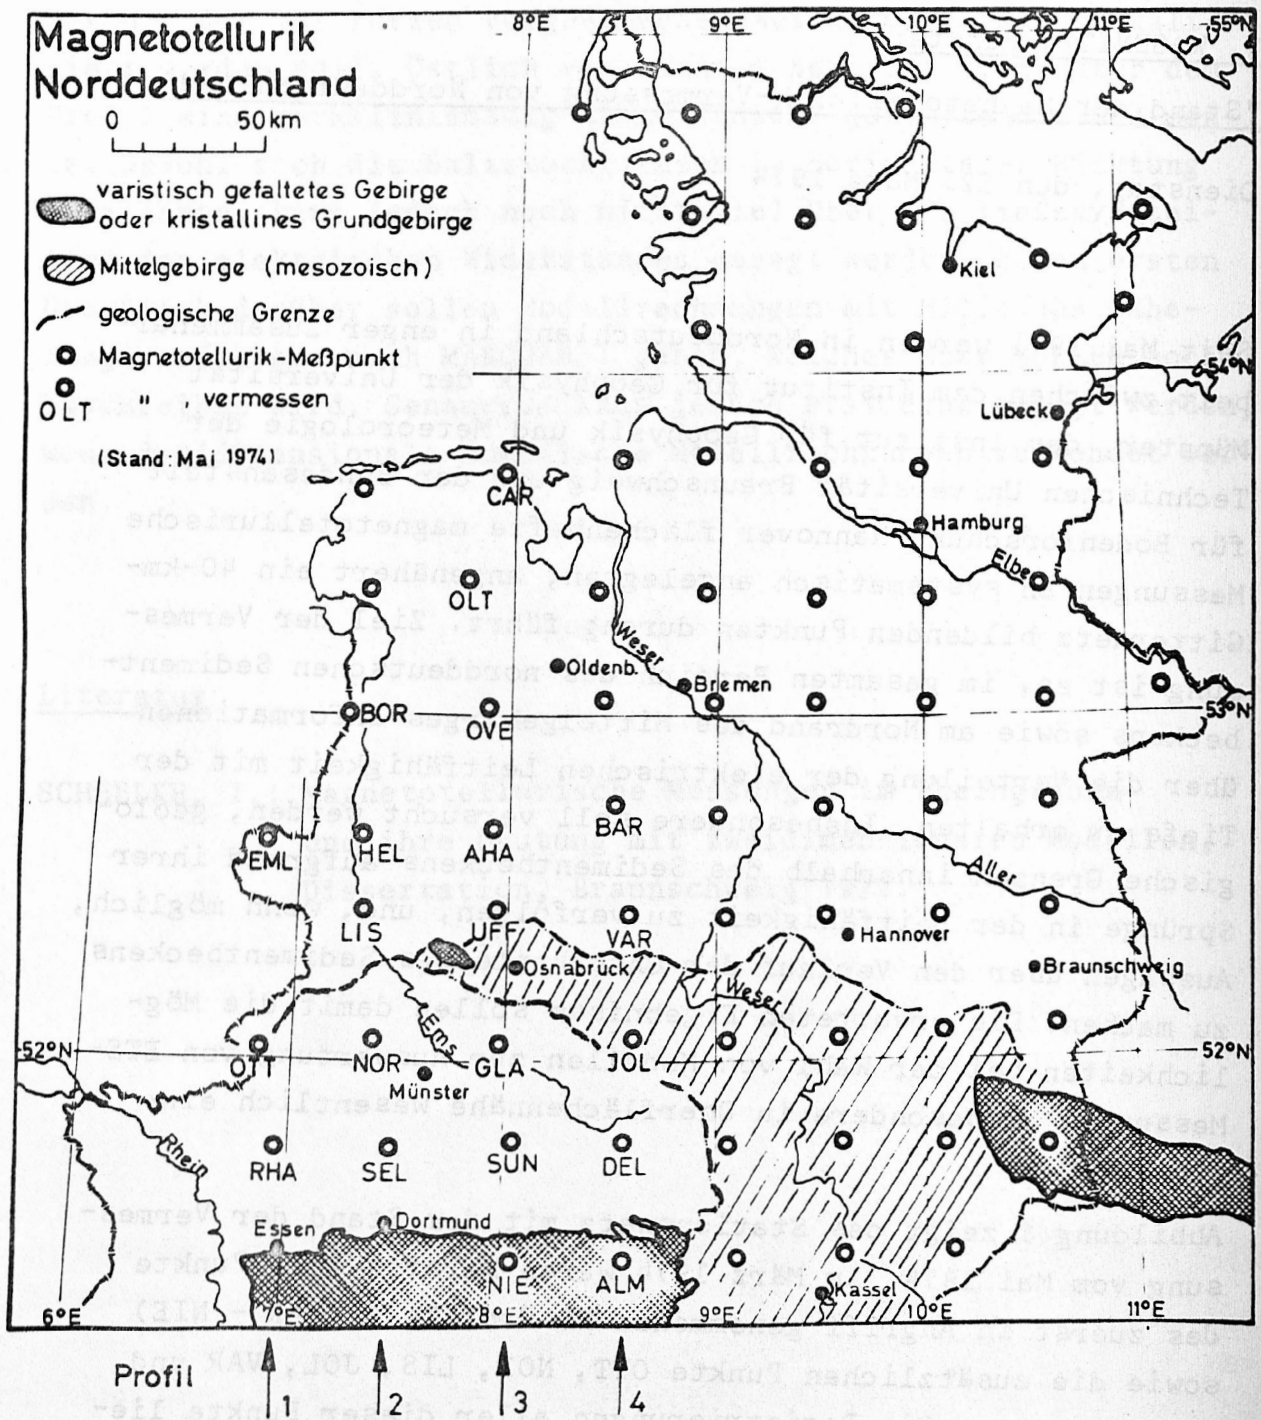 Magnetotellurik
Norddeutschland
0 50 km
varistisch gefaltetes Gebirge
oder kristallines Grundgebirge
Mittelgebirge (mesozoisch)
geologische Grenze
Magnetotellurik-Meßpunkt
OLT " vermessen
(Stand: Mai 1974)
8°E 9°E 10°E 11°E 55°N
Kiel
54°N
Lübeck
CAR
Hamburg
Elbe
OLT
Weser
Oldenb.
Bremen
BOR
OVE
53°N
BAR
EML HEL AHA
Aller
LIS UFF VAR
Hannover
Osnabrück
Braunschweig
Weser
Ems
52°N
OTT NOR GLA JOL
52°N
Münster
Rhein
RHA SEL SUN DEL
Essen
Dortmund
NIE ALM
Kassel
6°E 7°E 8°E 9°E 10°E 11°E
Profil
1 2 3 4